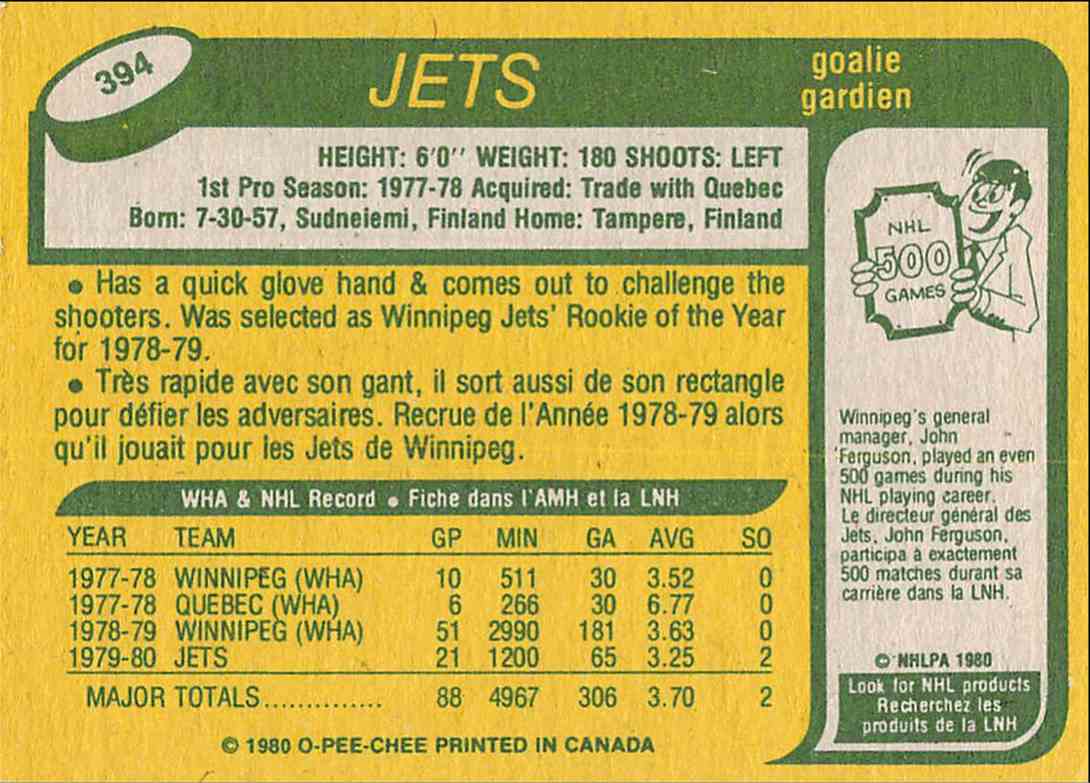 394
JETS
goalie
gardien
HEIGHT: 6'0'' WEIGHT: 180 SHOOTS: LEFT
1st Pro Season: 1977-78 Acquired: Trade with Quebec
Born: 7-30-57, Sudneiemi, Finland Home: Tampere, Finland
• Has a quick glove hand & comes out to challenge the
shooters. Was selected as Winnipeg Jets' Rookie of the Year
for 1978-79.
• Très rapide avec son gant, il sort aussi de son rectangle
pour défier les adversaires. Recrue de l'Année 1978-79 alors
qu'il jouait pour les Jets de Winnipeg.
WHA & NHL Record • Fiche dans l'AMH et la LNH
YEAR TEAM GP MIN GA AVG SO
1977-78 WINNIPEG (WHA) 10 511 30 3.52 0
1977-78 QUEBEC (WHA) 6 266 30 6.77 0
1978-79 WINNIPEG (WHA) 51 2990 181 3.63 0
1979-80 JETS 21 1200 65 3.25 2
MAJOR TOTALS.............. 88 4967 306 3.70 2
© 1980 O-PEE-CHEE PRINTED IN CANADA
NHL
500
GAMES
Winnipeg's general
manager, John
Ferguson, played an even
500 games during his
NHL playing career.
Le directeur général des
Jets, John Ferguson,
participa à exactement
500 matches durant sa
carrière dans la LNH.
© NHLPA 1980
Look for NHL products
Recherchez les
produits de la LNH